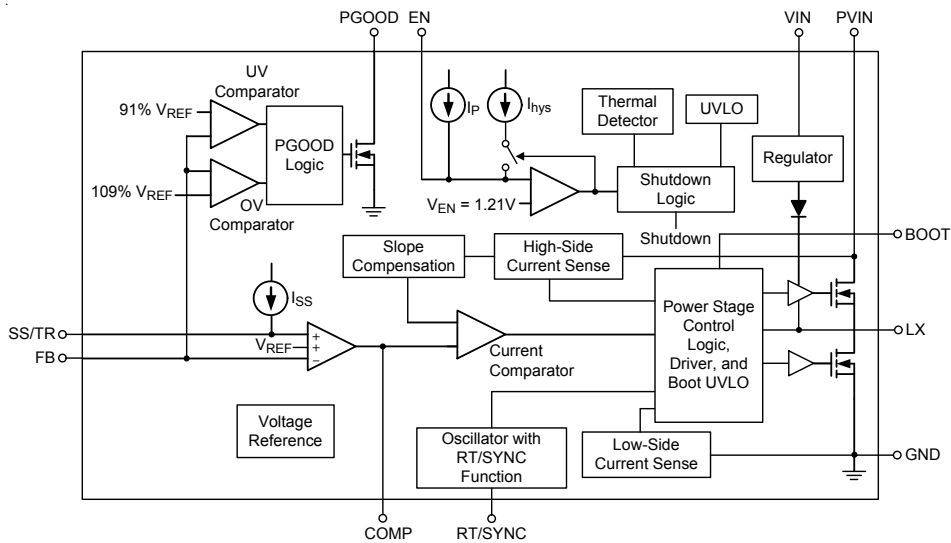 PGOOD EN VIN PVIN
UV
Comparator
91% VREF
PGOOD
Logic
109% VREF
OV
Comparator
IP
Ihys
Thermal
Detector
UVLO
Regulator
VEN = 1.21V
Shutdown
Logic
Shutdown
BOOT
Slope
Compensation
High-Side
Current Sense
ISS
SS/TR
VREF
+
+
−
FB
Current
Comparator
Power Stage
Control
Logic,
Driver, and
Boot UVLO
LX
Voltage
Reference
Oscillator with
RT/SYNC
Function
Low-Side
Current Sense
GND
COMP
RT/SYNC